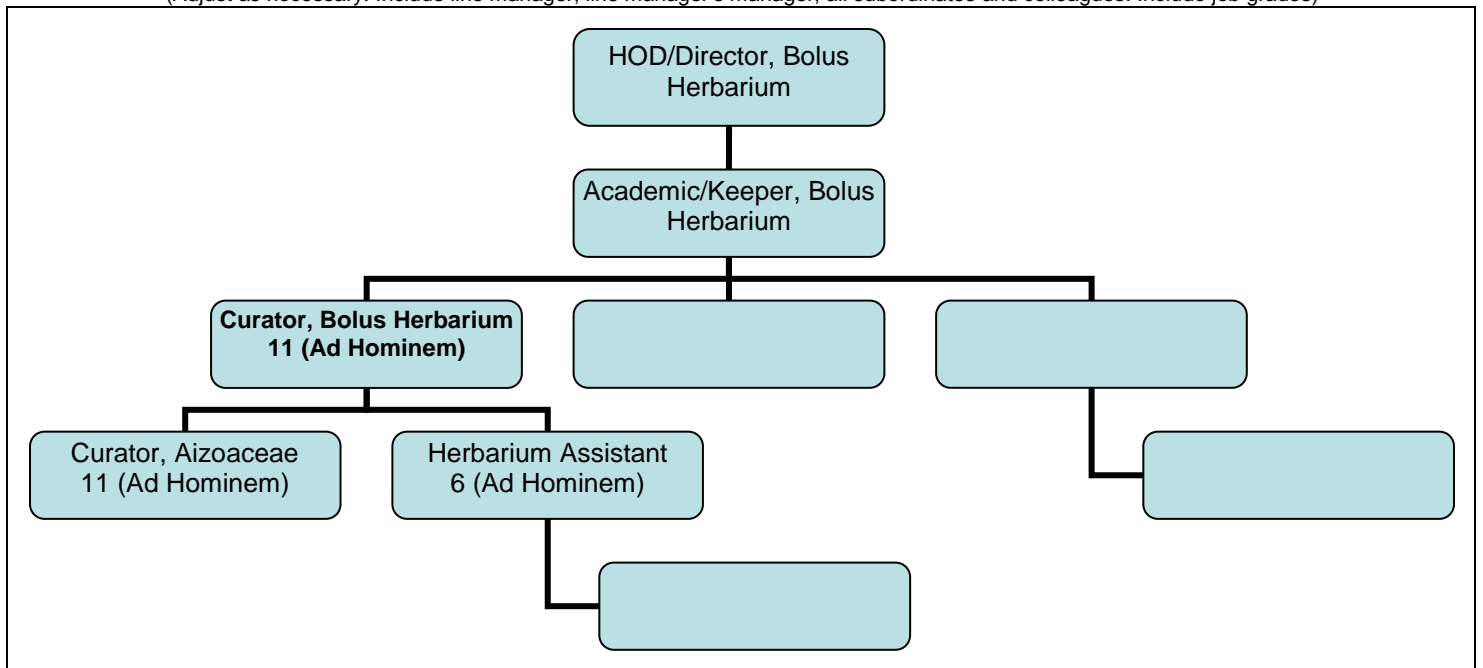 (Adjust as necessary. Include line manager, line manager's manager, all subordinates and colleagues. Include job grades)
HOD/Director, Bolus
Herbarium
Academic/Keeper, Bolus
Herbarium
Curator, Bolus Herbarium
11 (Ad Hominem)
Curator, Aizoaceae
11 (Ad Hominem)
Herbarium Assistant
6 (Ad Hominem)